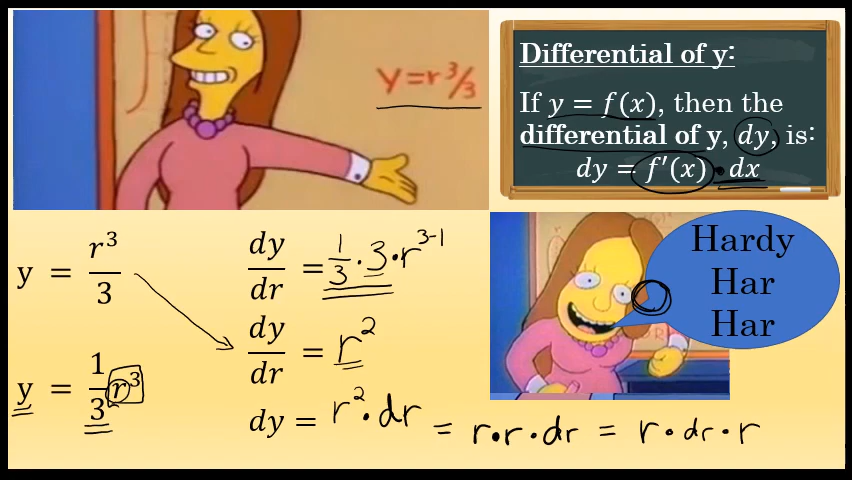 y=r³/3
Differential of y:
If y = f(x), then the
differential of y, dy, is:
dy = f′(x) · dx
y = r³/3
dy/dr = 1/3 · 3 · r³⁻¹
dy/dr = r²
y = 1/3 r³
dy = r² · dr = r · r · dr = r · dr · r
Hardy
Har
Har